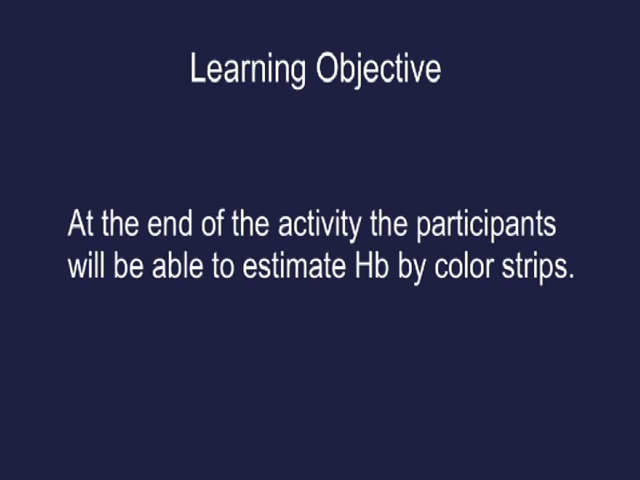 Learning Objective
At the end of the activity the participants
will be able to estimate Hb by color strips.